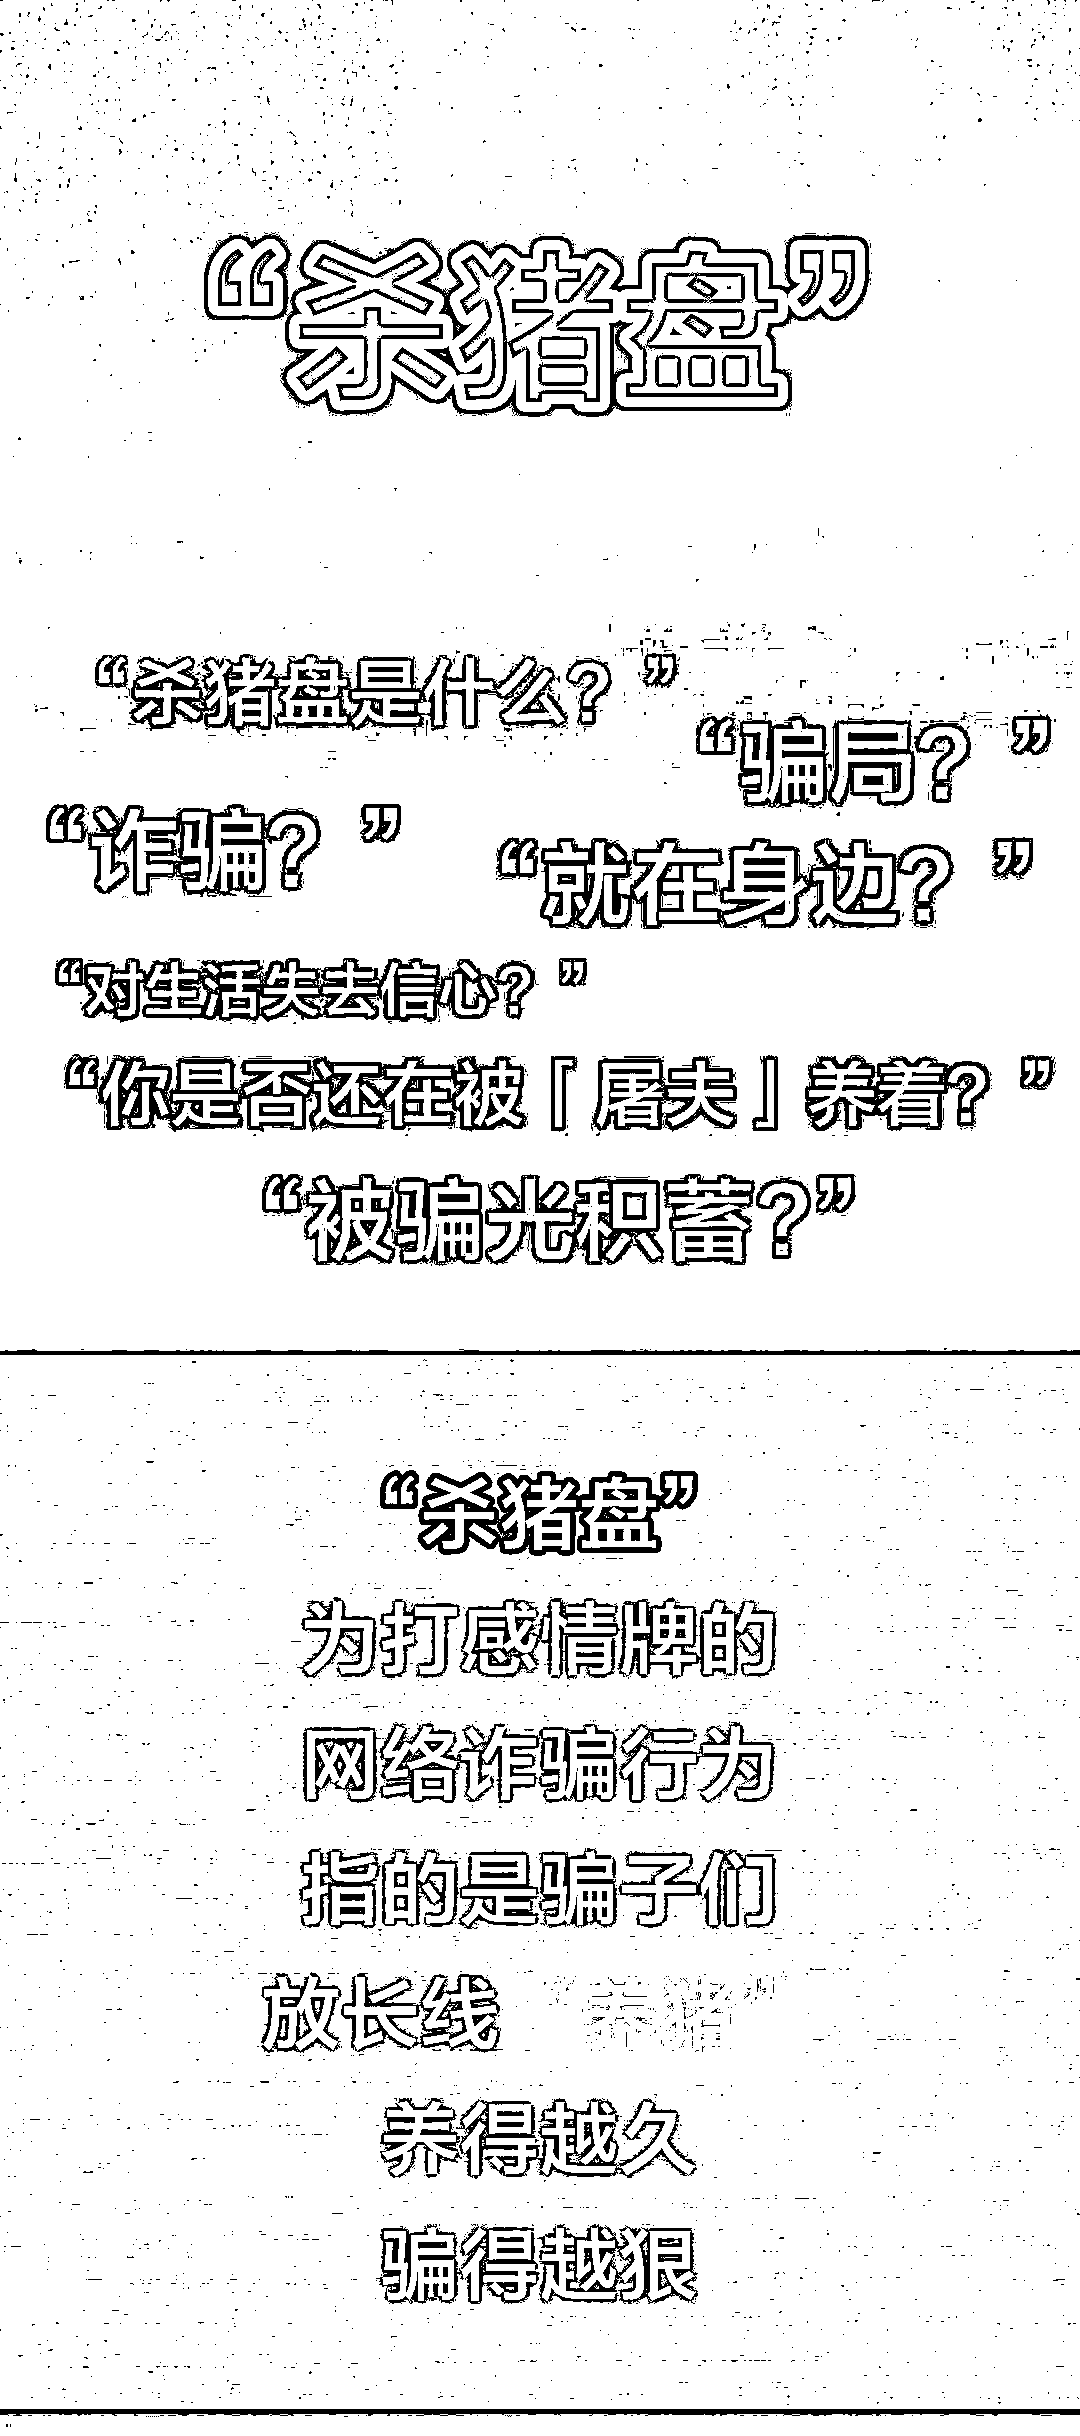 “杀猪盘”
“杀猪盘是什么？”
“骗局？”
“诈骗？”
“就在身边？”
“对生活失去信心？”
“你是否还在被「屠夫」养着？”
“被骗光积蓄？”
“杀猪盘”
为打感情牌的
网络诈骗行为
指的是骗子们
放长线 “养猪”
养得越久
骗得越狠